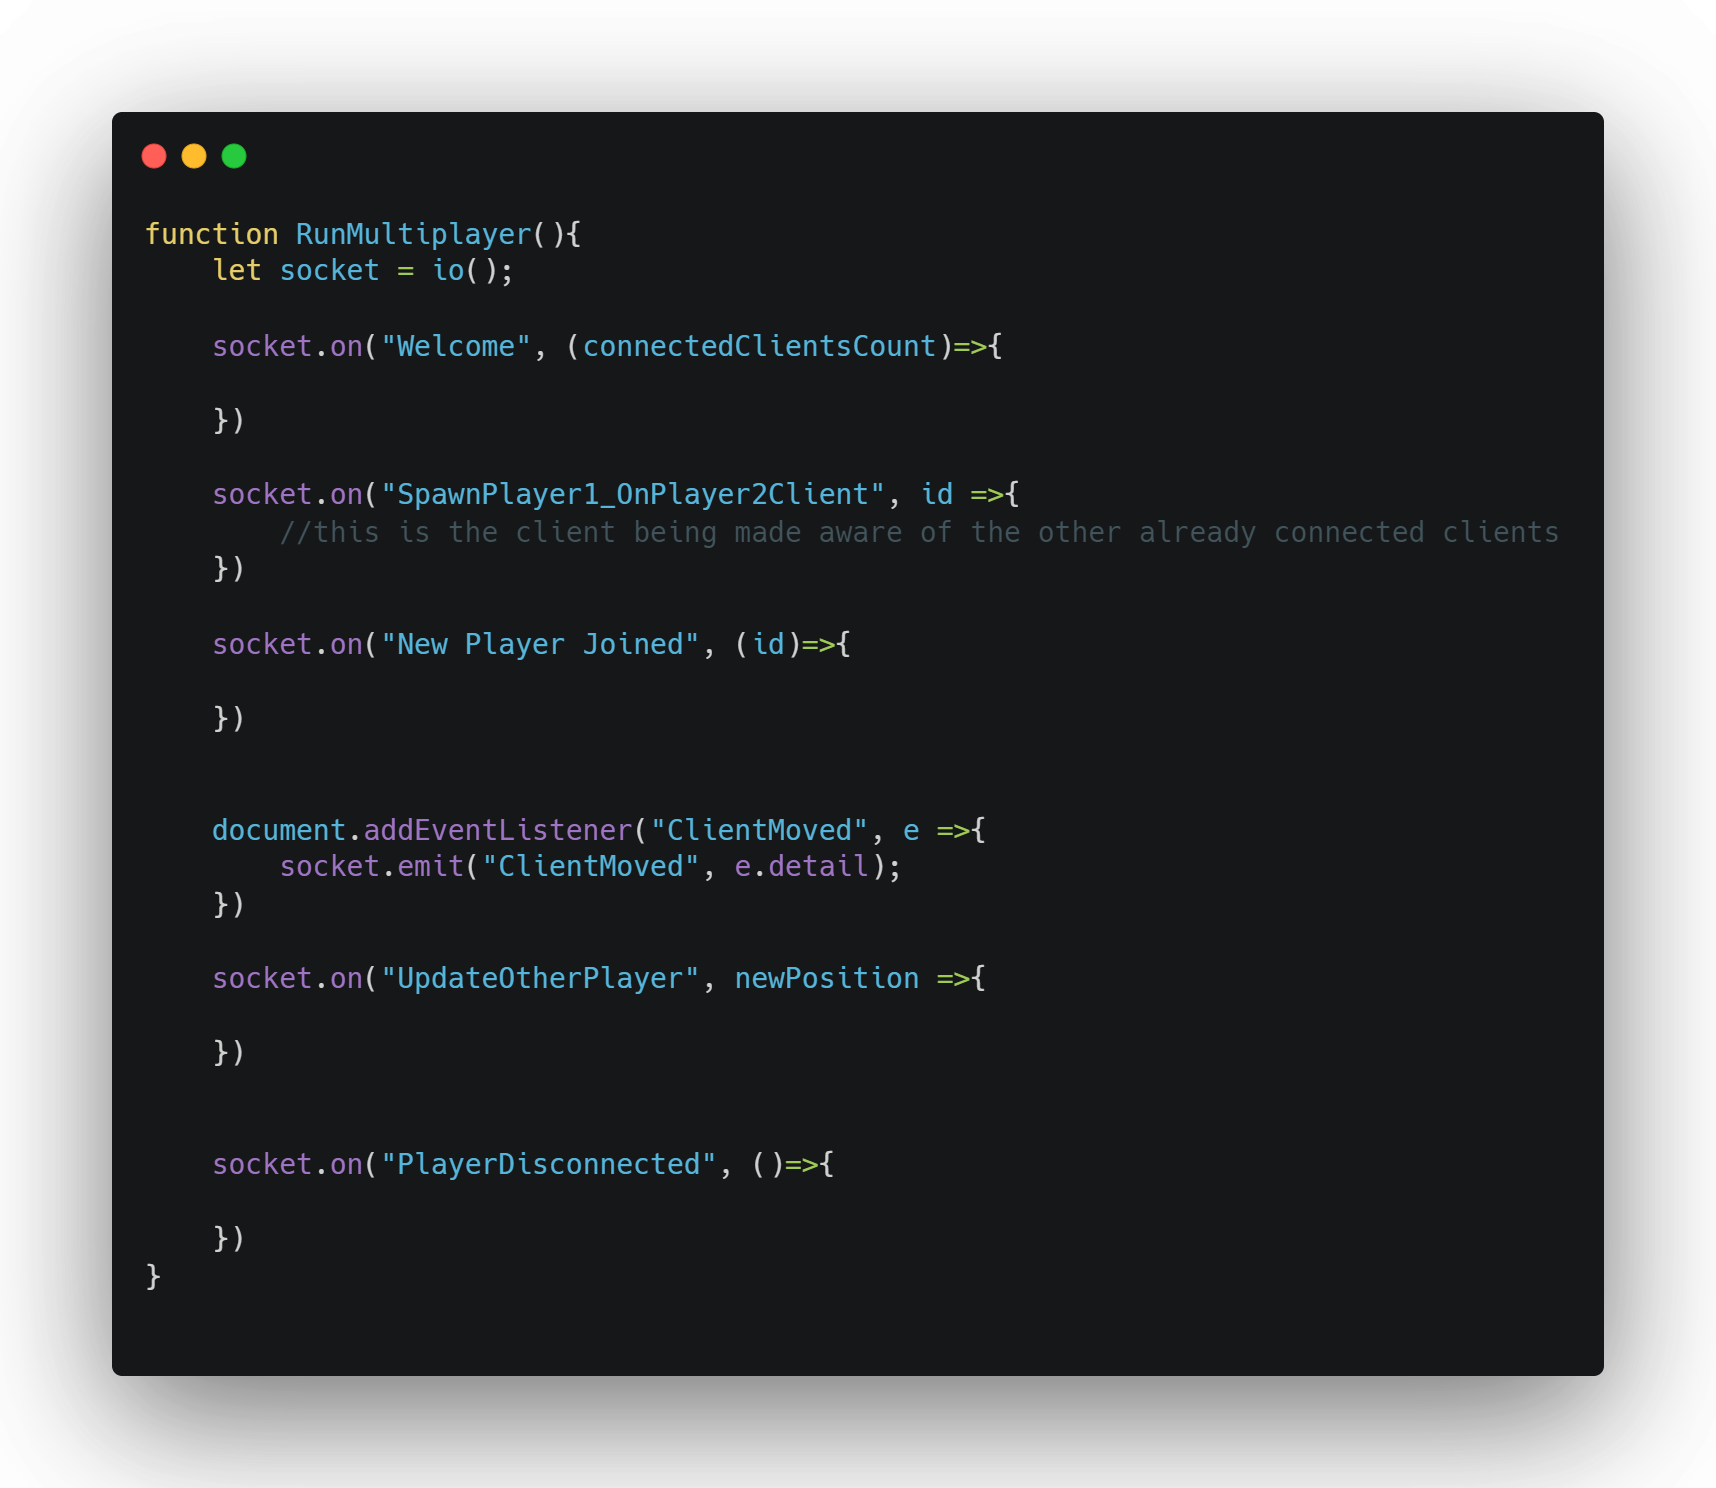 function RunMultiplayer(){
    let socket = io();

    socket.on("Welcome", (connectedClientsCount)=>{

    })

    socket.on("SpawnPlayer1_OnPlayer2Client", id =>{
        //this is the client being made aware of the other already connected clients
    })

    socket.on("New Player Joined", (id)=>{

    })


    document.addEventListener("ClientMoved", e =>{
        socket.emit("ClientMoved", e.detail);
    })

    socket.on("UpdateOtherPlayer", newPosition =>{

    })


    socket.on("PlayerDisconnected", ()=>{

    })
}